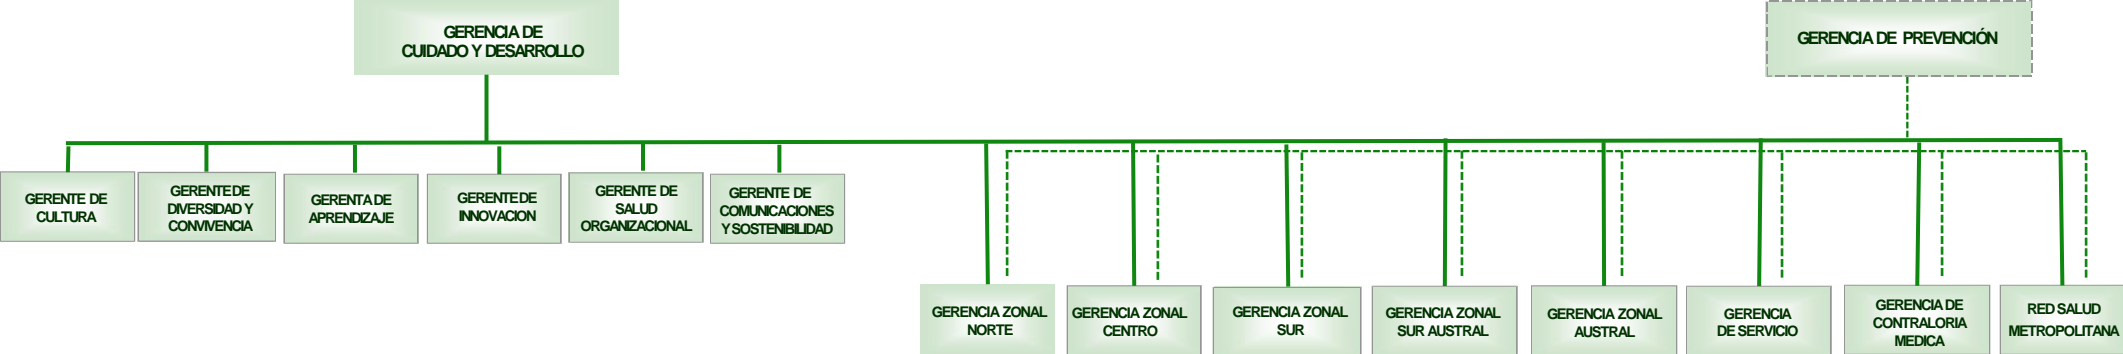 GERENCIA DE
CUIDADO Y DESARROLLO
GERENCIA DE PREVENCIÓN
GERENTE DE
CULTURA
GERENTE DE
DIVERSIDAD Y
CONVIVENCIA
GERENTA DE
APRENDIZAJE
GERENTE DE
INNOVACION
GERENTE DE
SALUD
ORGANIZACIONAL
GERENTE DE
COMUNICACIONES
Y SOSTENIBILIDAD
GERENCIA ZONAL
NORTE
GERENCIA ZONAL
CENTRO
GERENCIA ZONAL
SUR
GERENCIA ZONAL
SUR AUSTRAL
GERENCIA ZONAL
AUSTRAL
GERENCIA
DE SERVICIO
GERENCIA DE
CONTRALORIA
MEDICA
RED SALUD
METROPOLITANA